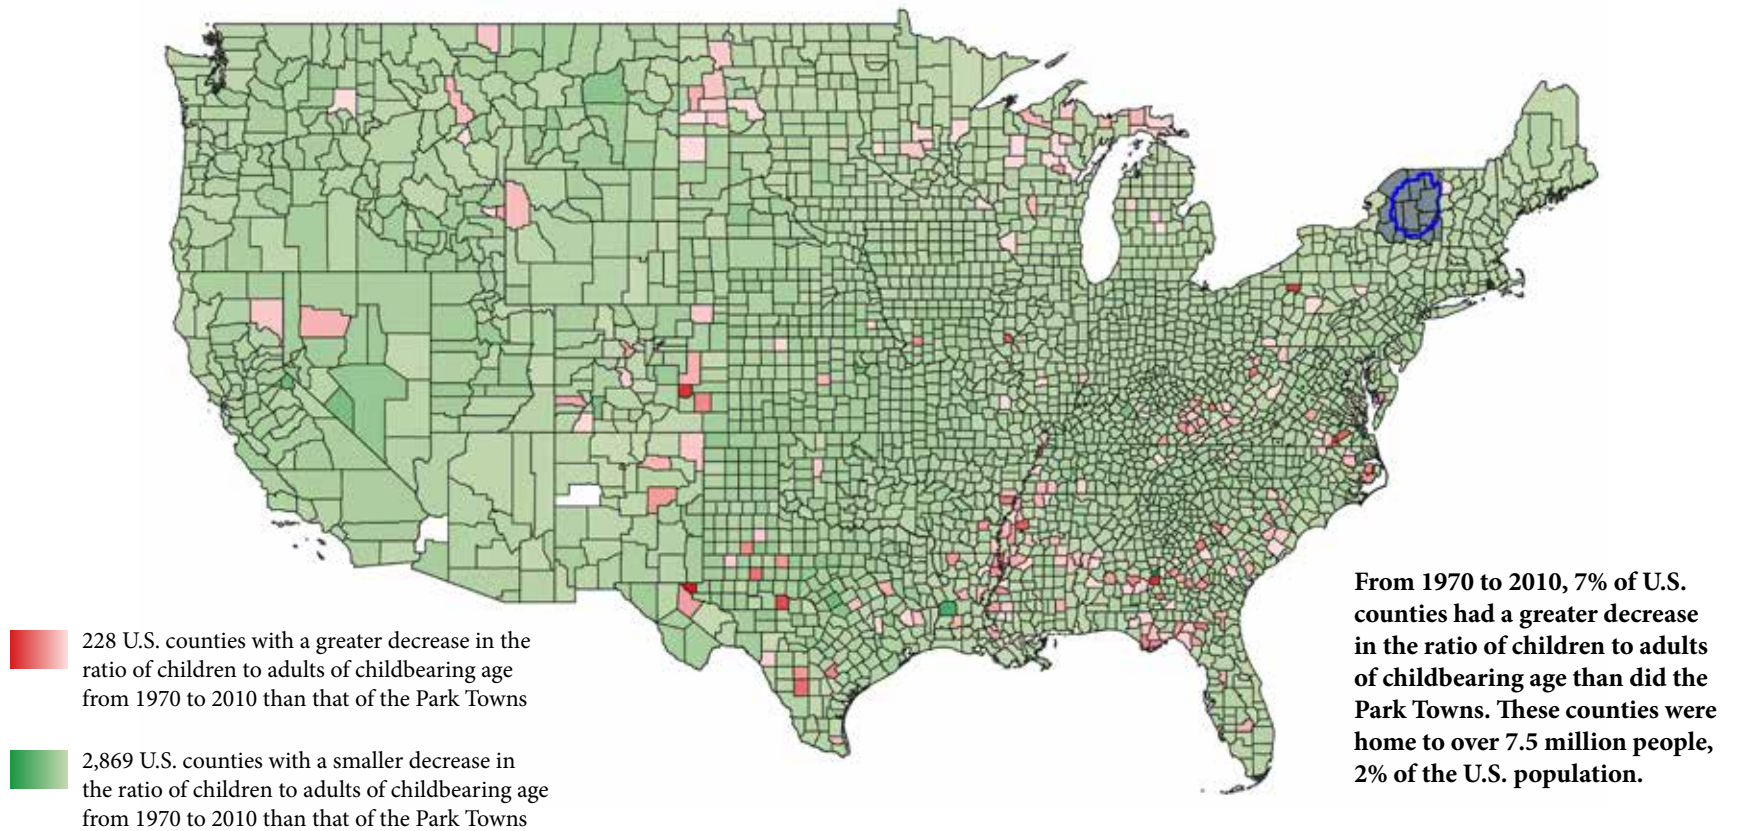 From 1970 to 2010, 7% of U.S.
counties had a greater decrease
in the ratio of children to adults
of childbearing age than did the
Park Towns. These counties were
home to over 7.5 million people,
2% of the U.S. population.
228 U.S. counties with a greater decrease in the
ratio of children to adults of childbearing age
from 1970 to 2010 than that of the Park Towns
2,869 U.S. counties with a smaller decrease in
the ratio of children to adults of childbearing age
from 1970 to 2010 than that of the Park Towns